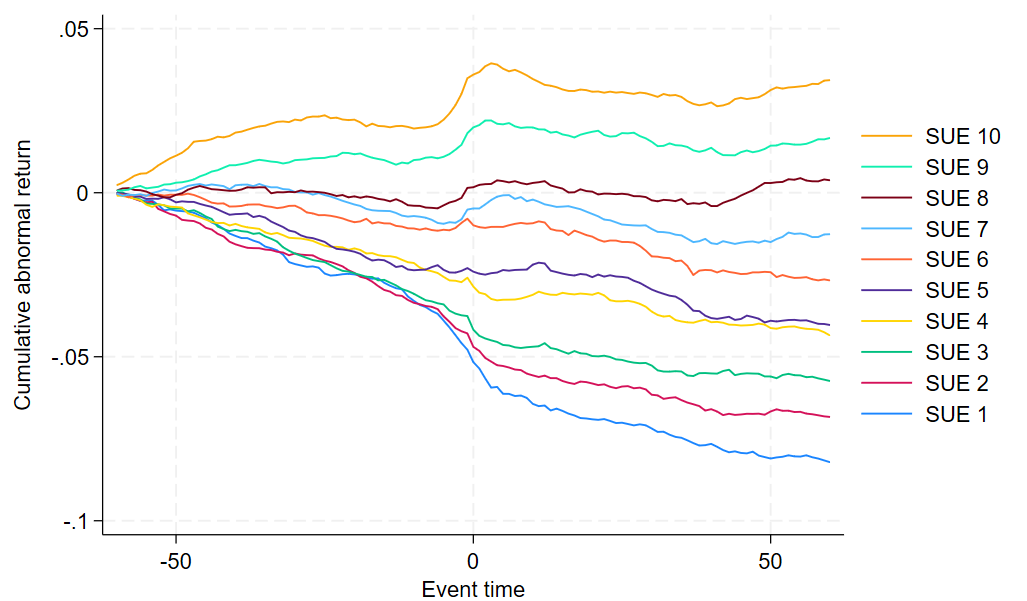 .05
0
-.05
-.1
Cumulative abnormal return
-50
0
50
Event time
SUE 10
SUE 9
SUE 8
SUE 7
SUE 6
SUE 5
SUE 4
SUE 3
SUE 2
SUE 1